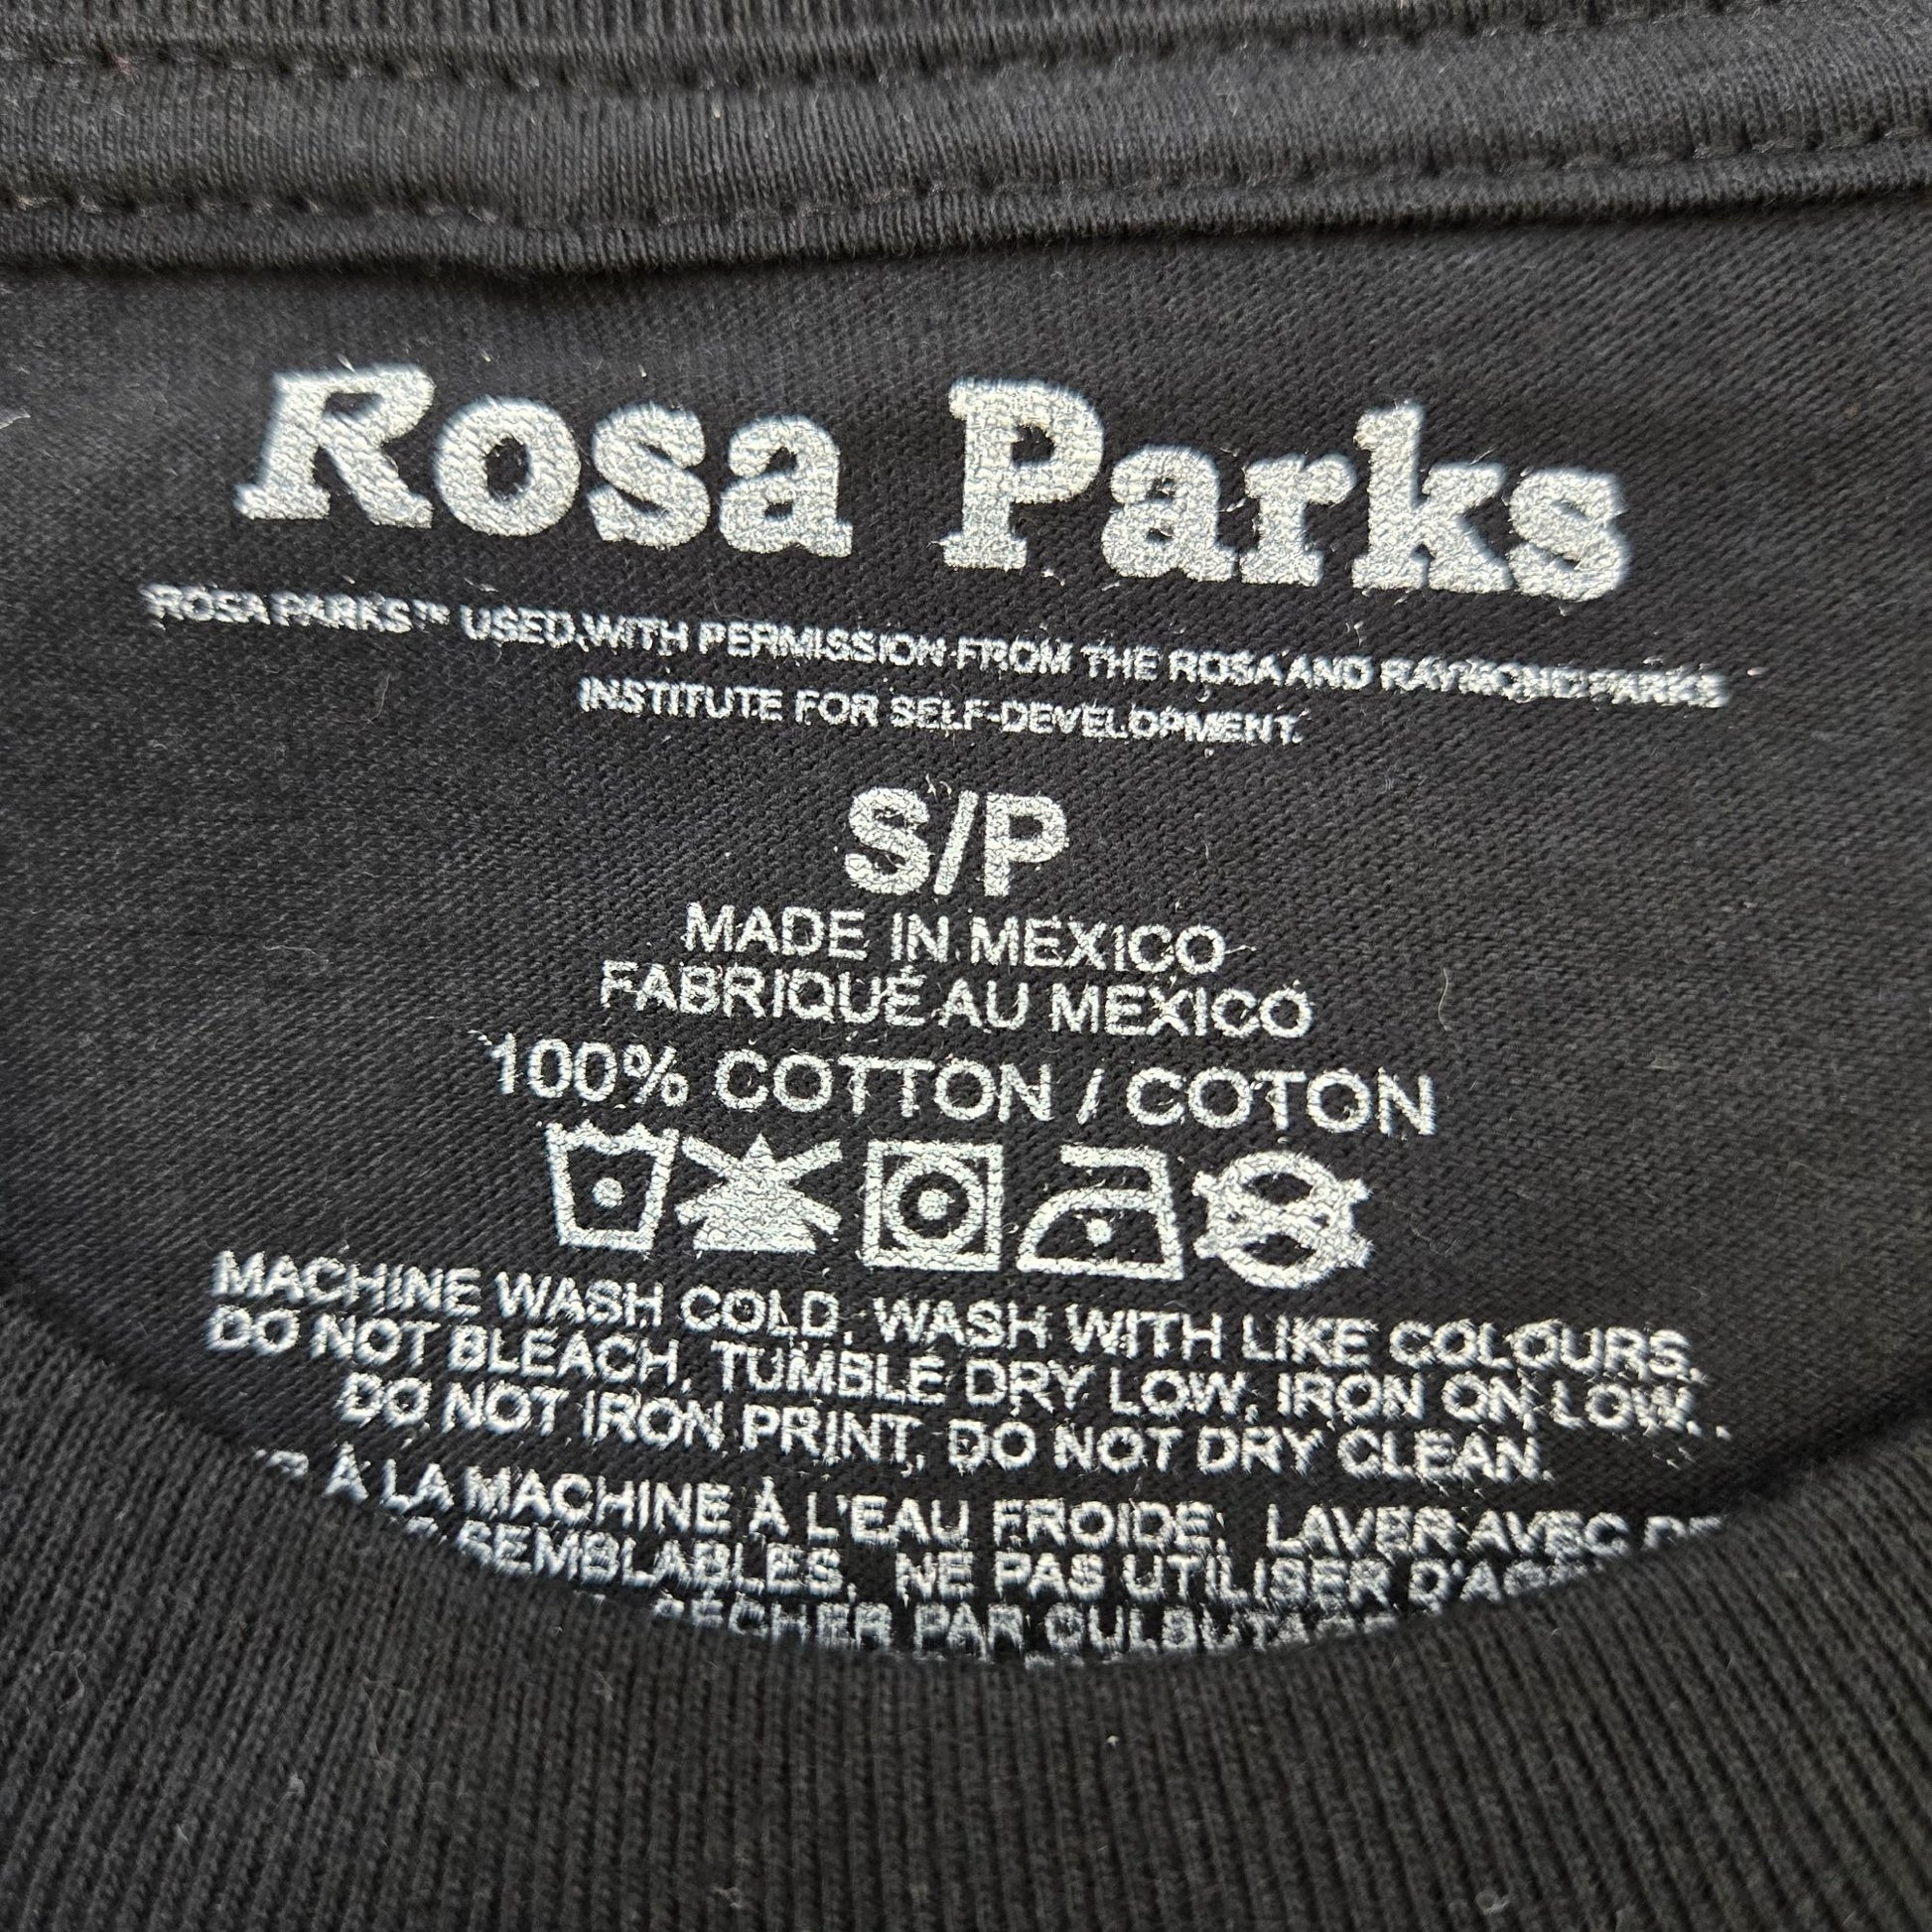 Rosa Parks
ROSA PARKS™ USED WITH PERMISSION FROM THE ROSA AND RAYMOND PARKS
INSTITUTE FOR SELF-DEVELOPMENT.
S/P
MADE IN MEXICO
FABRIQUÉ AU MEXICO
100% COTTON / COTON
MACHINE WASH COLD. WASH WITH LIKE COLOURS.
DO NOT BLEACH. TUMBLE DRY LOW. IRON ON LOW.
DO NOT IRON PRINT. DO NOT DRY CLEAN.
À LA MACHINE À L'EAU FROIDE. LAVER AVEC
SEMBLABLES. NE PAS UTILISER
SÉCHER PAR